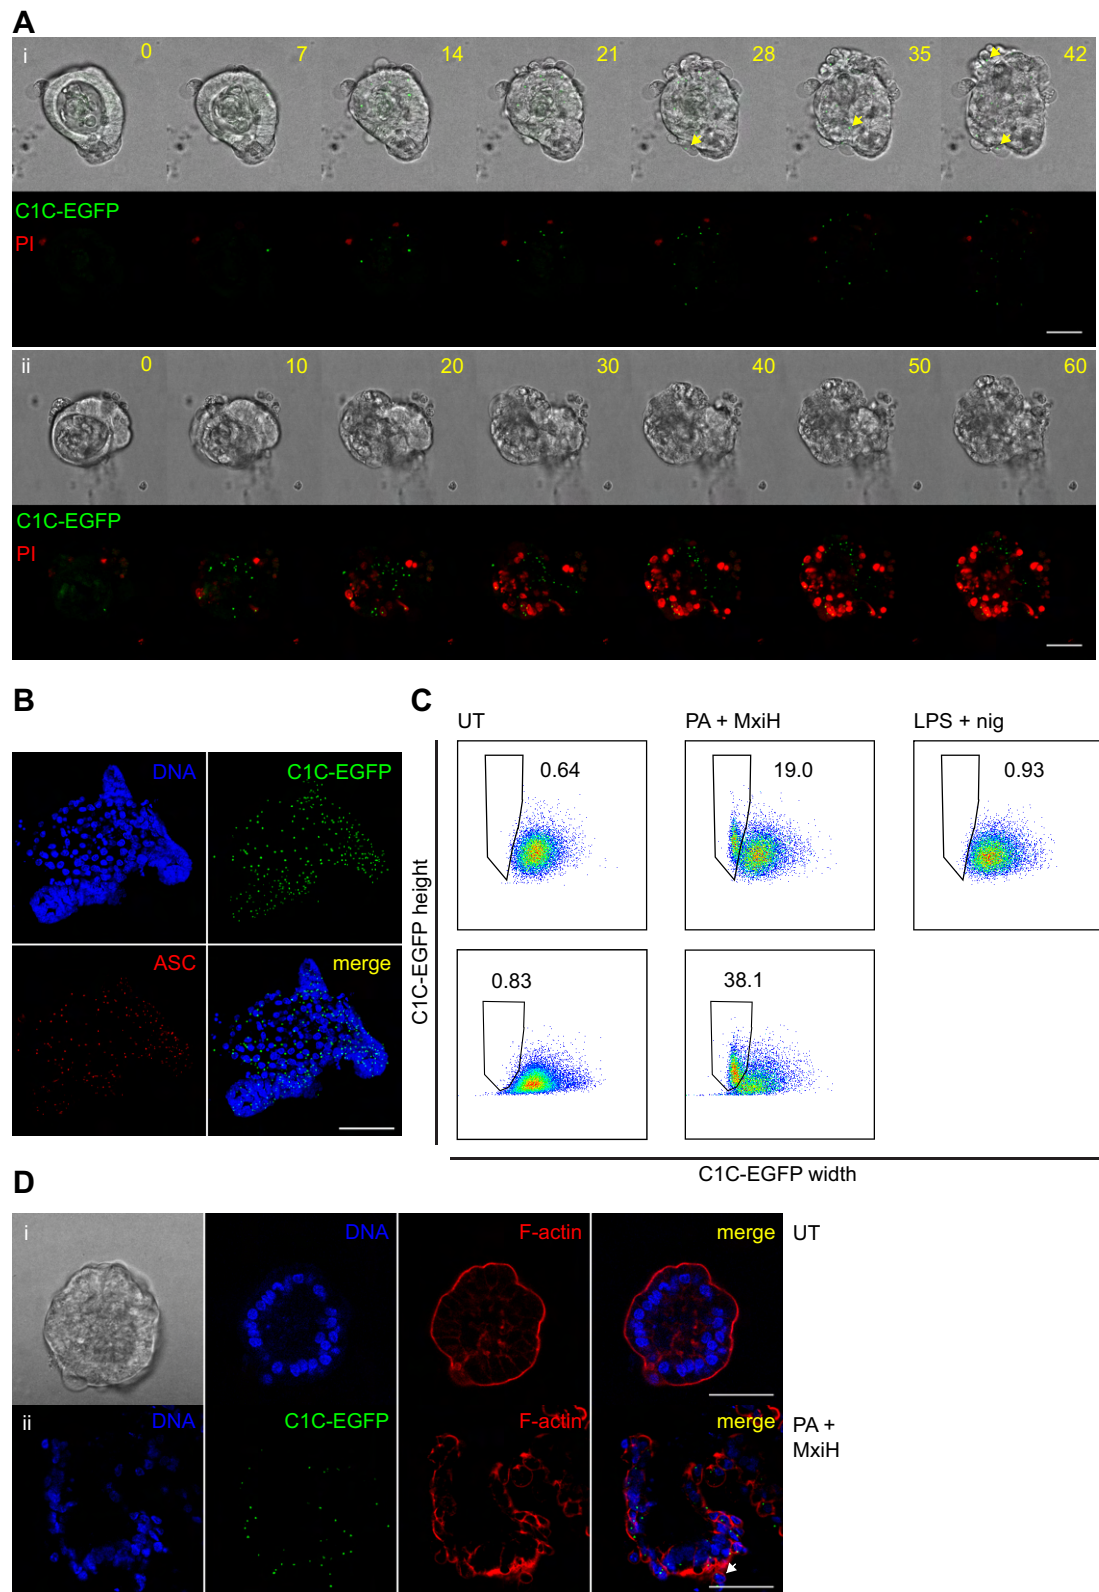 A
i
0
7
14
21
28
35
42
C1C-EGFP
PI
ii
0
10
20
30
40
50
60
C1C-EGFP
PI
B
DNA
C1C-EGFP
ASC
merge
C
UT
PA + MxiH
LPS + nig
0.64
19.0
0.93
0.83
38.1
C1C-EGFP height
C1C-EGFP width
D
i
DNA
F-actin
merge
UT
ii
DNA
C1C-EGFP
F-actin
merge
PA +
MxiH